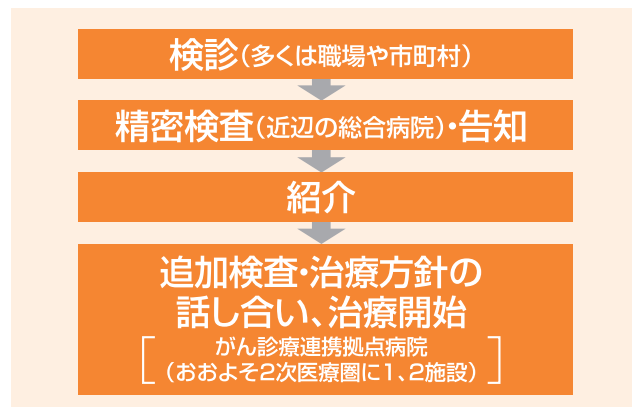 検診（多くは職場や市町村）
精密検査（近辺の総合病院）・告知
紹介
追加検査・治療方針の
話し合い、治療開始
がん診療連携拠点病院
（おおよそ2次医療圏に1、2施設）